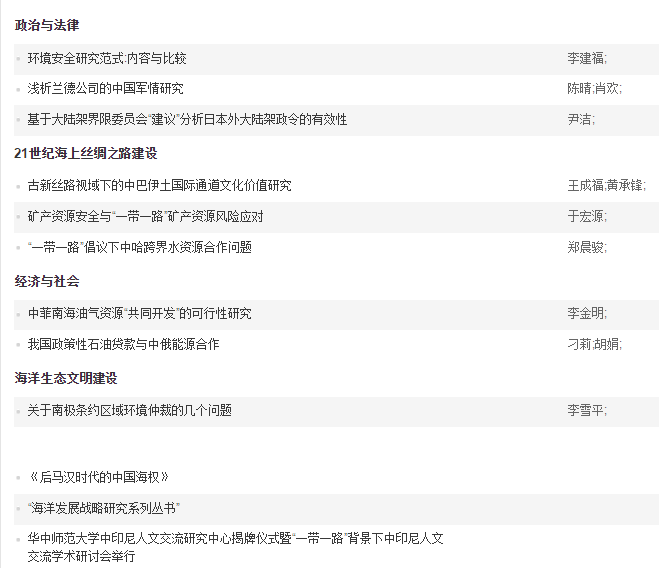 政治与法律
环境安全研究范式:内容与比较 李建福;
浅析兰德公司的中国军情研究 陈晴;肖欢;
基于大陆架界限委员会“建议”分析日本外大陆架政令的有效性 尹洁;
21世纪海上丝绸之路建设
古新丝路视域下的中巴伊土国际通道文化价值研究 王成福;黄承锋;
矿产资源安全与“一带一路”矿产资源风险应对 于宏源;
“一带一路”倡议下中哈跨界水资源合作问题 郑晨骏;
经济与社会
中菲南海油气资源“共同开发”的可行性研究 李金明;
我国政策性石油贷款与中俄能源合作 刁莉;胡娟;
海洋生态文明建设
关于南极条约区域环境仲裁的几个问题 李雪平;
《后马汉时代的中国海权》
“海洋发展战略研究系列丛书”
华中师范大学中印尼人文交流研究中心揭牌仪式暨“一带一路”背景下中印尼人文
交流学术研讨会举行